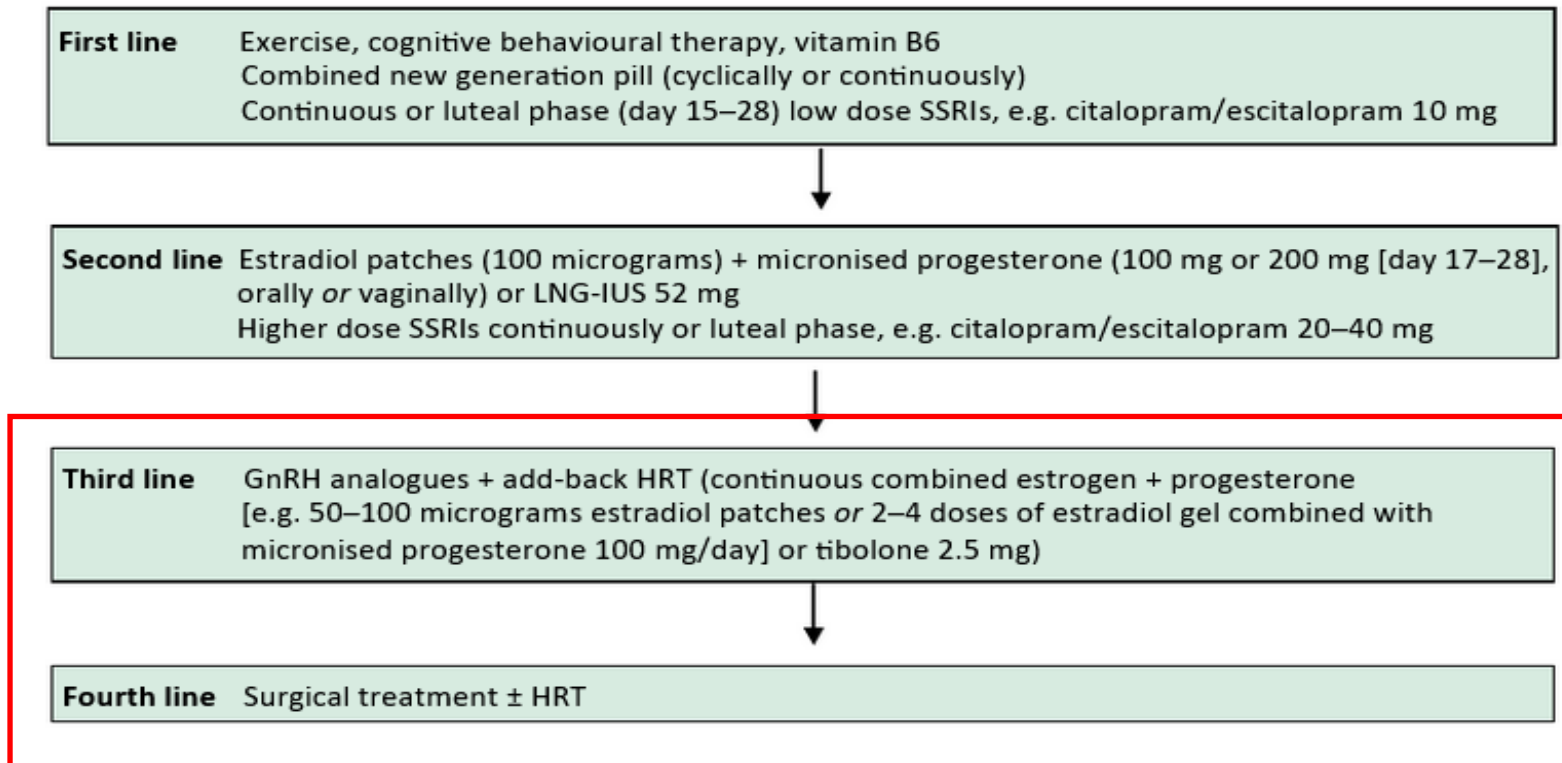 First line Exercise, cognitive behavioural therapy, vitamin B6
Combined new generation pill (cyclically or continuously)
Continuous or luteal phase (day 15–28) low dose SSRIs, e.g. citalopram/escitalopram 10 mg
Second line Estradiol patches (100 micrograms) + micronised progesterone (100 mg or 200 mg [day 17–28],
orally or vaginally) or LNG-IUS 52 mg
Higher dose SSRIs continuously or luteal phase, e.g. citalopram/escitalopram 20–40 mg
Third line GnRH analogues + add-back HRT (continuous combined estrogen + progesterone
[e.g. 50–100 micrograms estradiol patches or 2–4 doses of estradiol gel combined with
micronised progesterone 100 mg/day] or tibolone 2.5 mg)
Fourth line Surgical treatment ± HRT